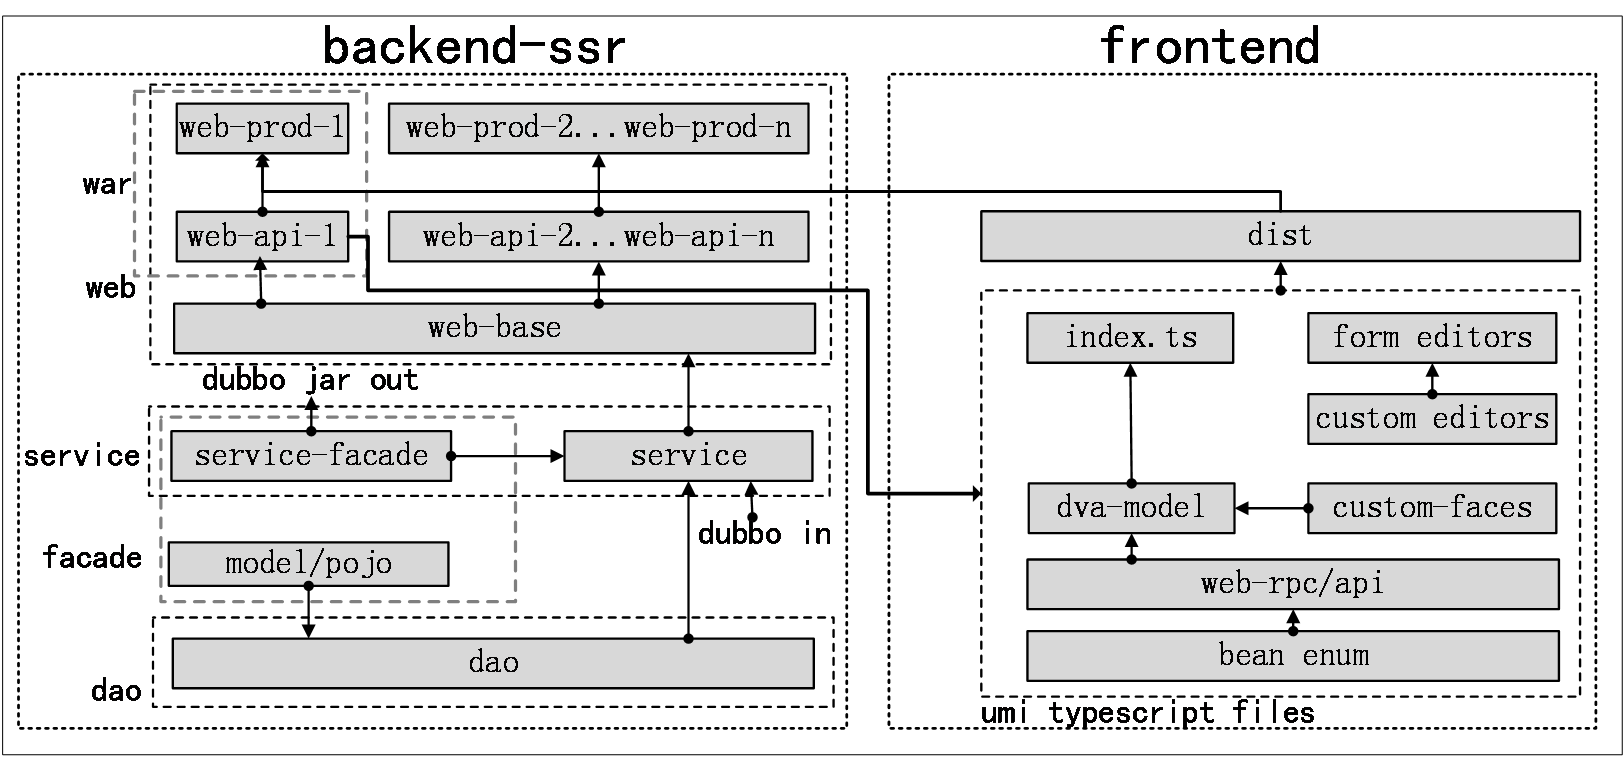 backend-ssr
frontend
web-prod-1
web-prod-2...web-prod-n
war
web-api-1
web-api-2...web-api-n
dist
web
web-base
index.ts
form editors
dubbo jar out
custom editors
service
service-facade
service
dva-model
custom-faces
dubbo in
facade
model/pojo
web-rpc/api
dao
dao
bean enum
umi typescript files